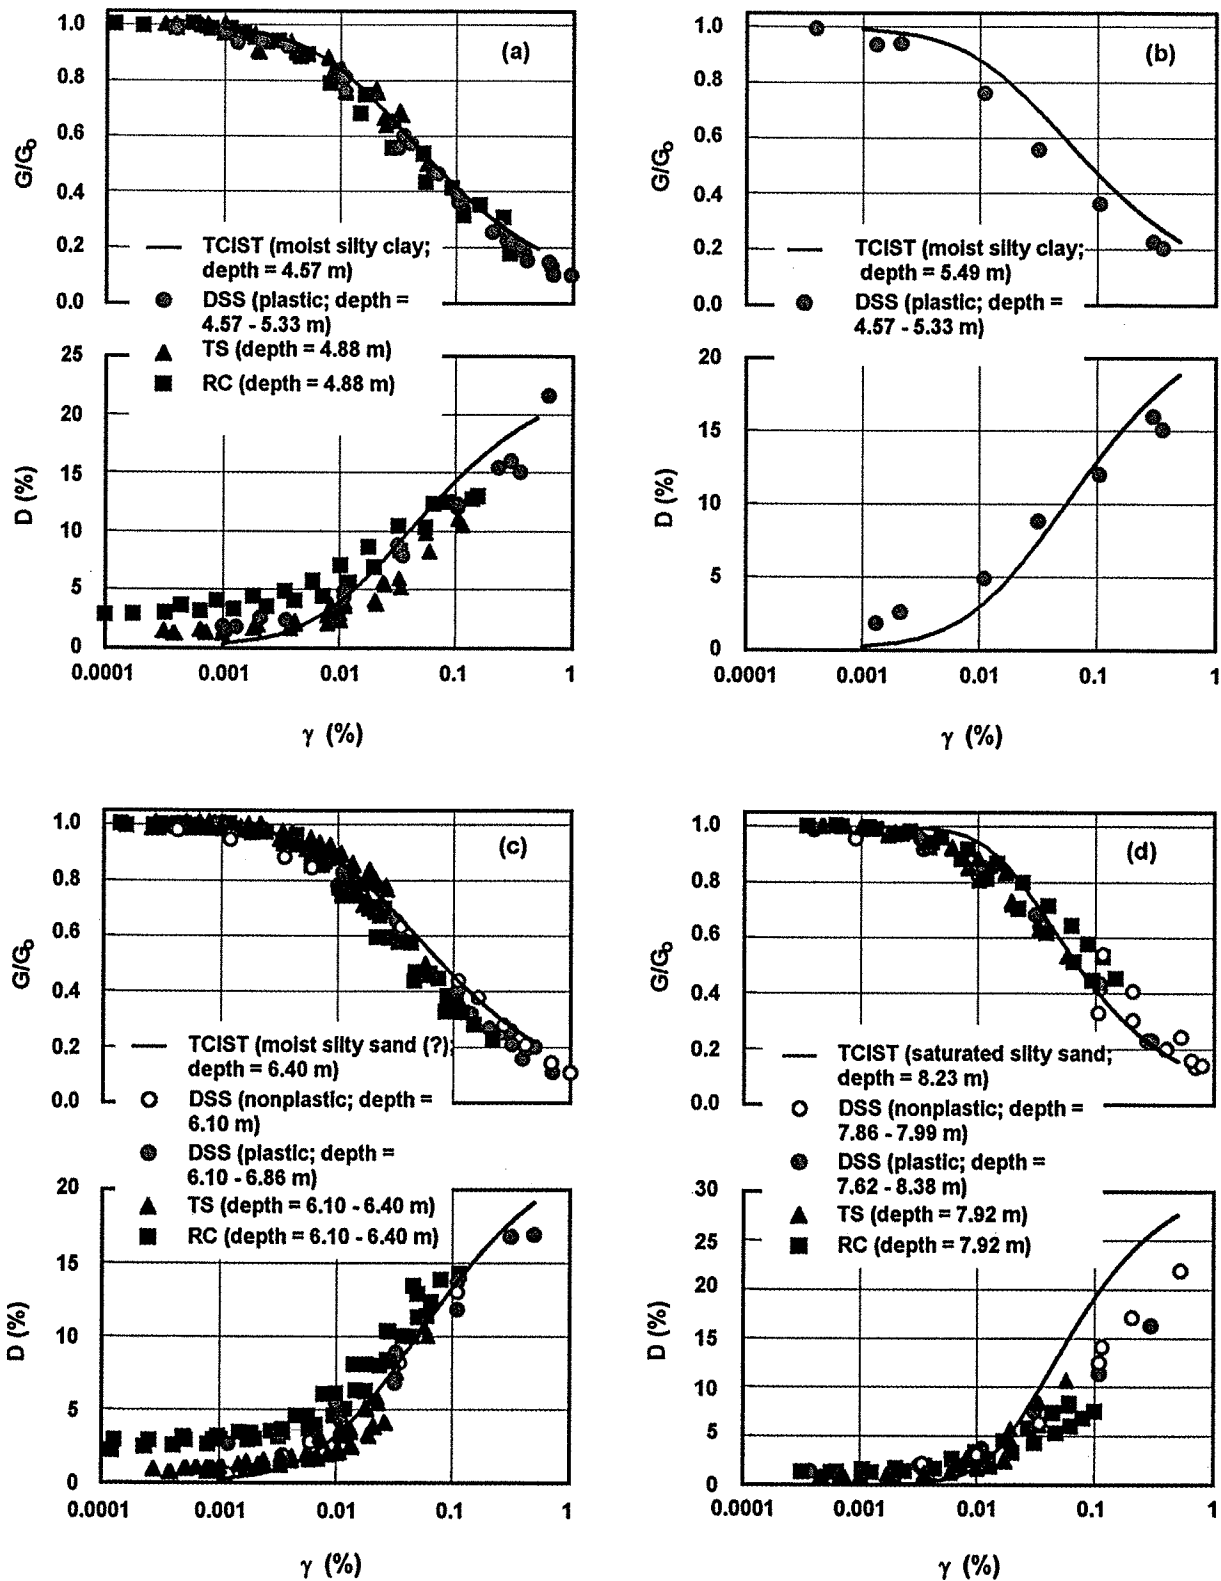 (a)
G/G₀
1.0
0.8
0.6
0.4
0.2
0.0
TCIST (moist silty clay;
depth = 4.57 m)
DSS (plastic; depth =
4.57 - 5.33 m)
TS (depth = 4.88 m)
RC (depth = 4.88 m)
D (%)
25
20
15
10
5
0
0.0001 0.001 0.01 0.1 1
γ (%)
(b)
G/G₀
1.0
0.8
0.6
0.4
0.2
0.0
TCIST (moist silty clay;
depth = 5.49 m)
DSS (plastic; depth =
4.57 - 5.33 m)
D (%)
20
15
10
5
0
0.0001 0.001 0.01 0.1 1
γ (%)
(c)
G/G₀
1.0
0.8
0.6
0.4
0.2
0.0
TCIST (moist silty sand (?);
depth = 6.40 m)
DSS (nonplastic; depth =
6.10 m)
DSS (plastic; depth =
6.10 - 6.86 m)
TS (depth = 6.10 - 6.40 m)
RC (depth = 6.10 - 6.40 m)
D (%)
20
15
10
5
0
0.0001 0.001 0.01 0.1 1
γ (%)
(d)
G/G₀
1.0
0.8
0.6
0.4
0.2
0.0
TCIST (saturated silty sand;
depth = 8.23 m)
DSS (nonplastic; depth =
7.86 - 7.99 m)
DSS (plastic; depth =
7.62 - 8.38 m)
TS (depth = 7.92 m)
RC (depth = 7.92 m)
D (%)
30
25
20
15
10
5
0
0.0001 0.001 0.01 0.1 1
γ (%)